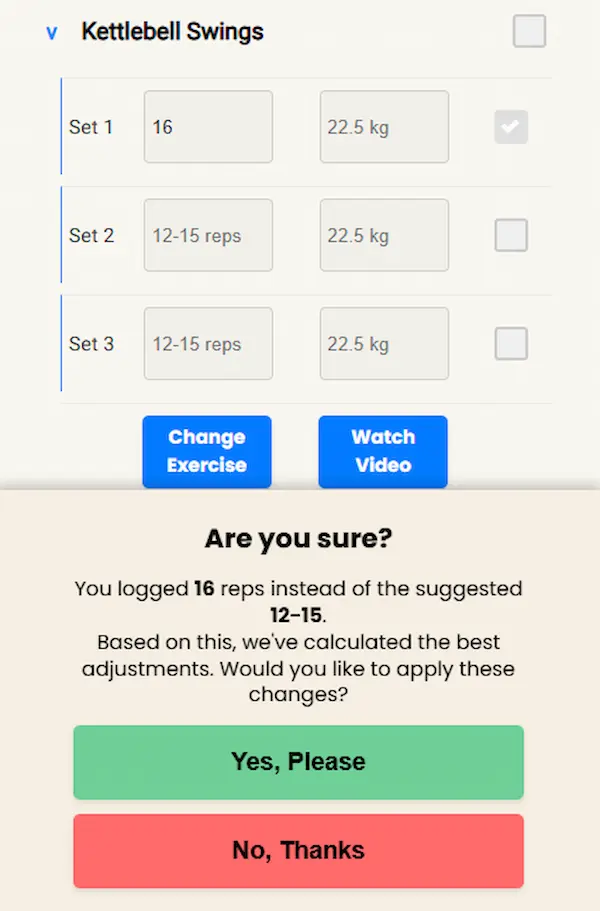 v Kettlebell Swings
Set 1 16 22.5 kg
Set 2 12-15 reps 22.5 kg
Set 3 12-15 reps 22.5 kg
Change
Exercise
Watch
Video
Are you sure?
You logged 16 reps instead of the suggested
12-15.
Based on this, we've calculated the best
adjustments. Would you like to apply these
changes?
Yes, Please
No, Thanks